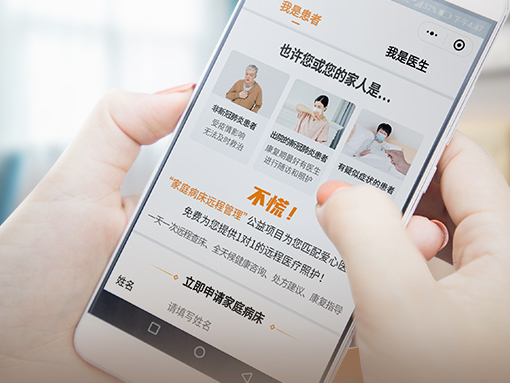 我是患者
我是医生
也许您或您的家人是...
非新冠肺炎患者
受疫情影响
无法及时救治
出院的新冠肺炎患者
康复期最好有医生
进行随访和照护
有疑似症状的患者
不慌！
“家庭病床远程管理”公益项目为您匹配爱心医
免费为您提供1对1的远程医疗照护！
一天一次远程查床、全天候健康咨询、处方建议、康复指导
立即申请家庭病床
姓名
请填写姓名